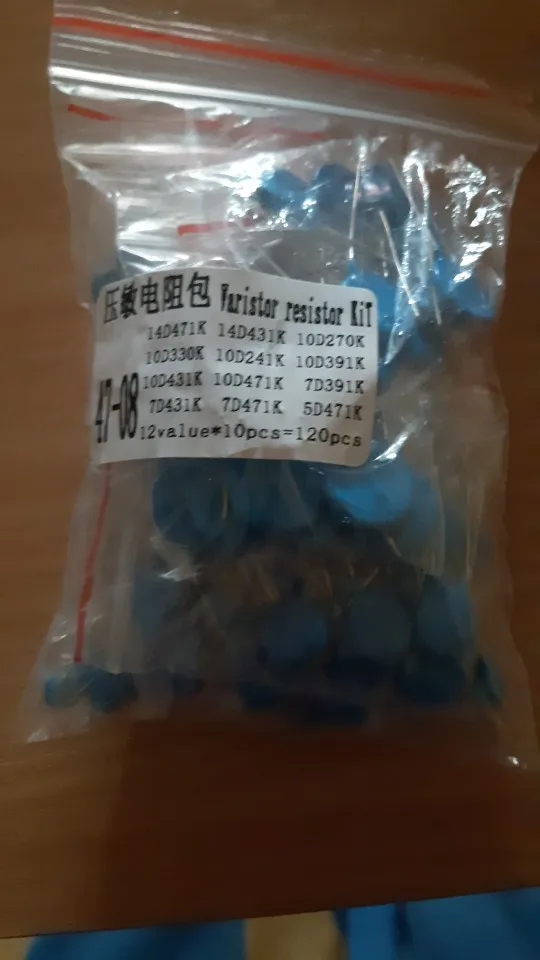 压敏电阻包 Varistor resistor KiT
14D471K 14D431K 10D270K
10D330K 10D241K 10D391K
10D431K 10D471K 7D391K
7D431K 7D471K 5D471K
47-08
12value*10pcs=120pcs